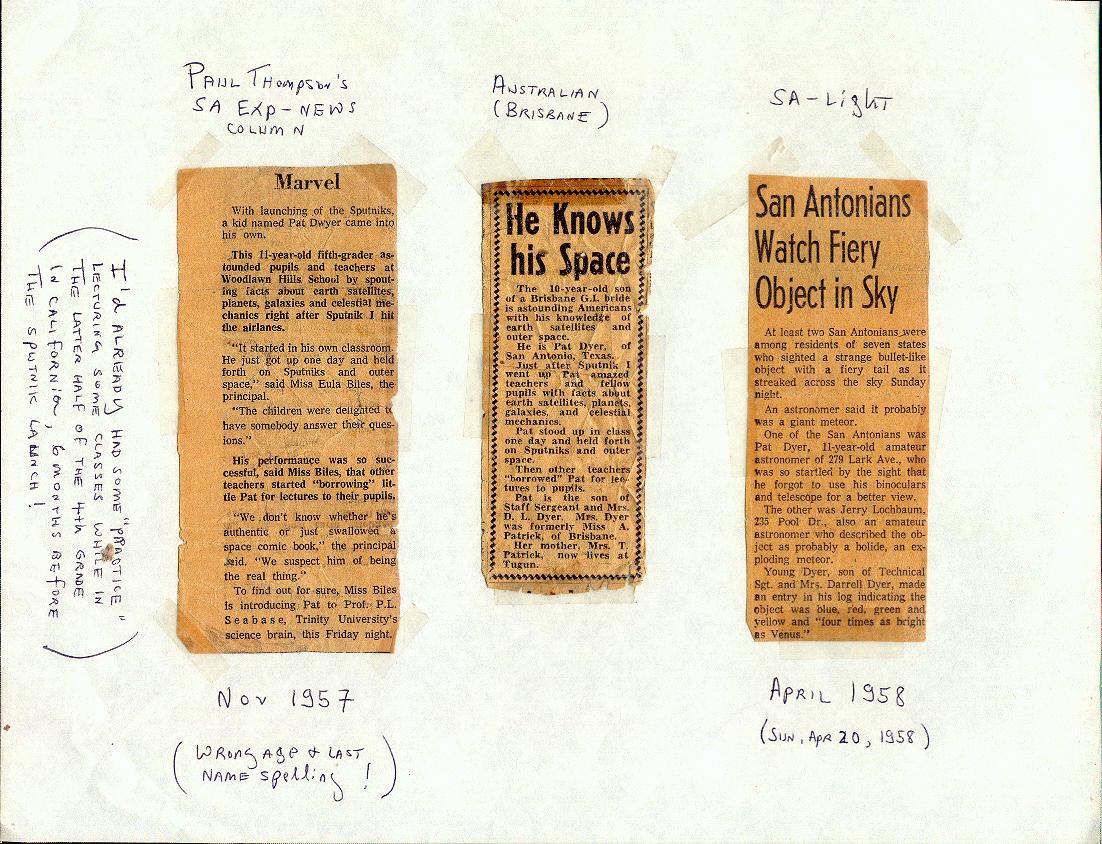 PAUL THOMPSON'S
SA EXP-NEWS
COLUMN
Marvel
With launching of the Sputniks,
a kid named Pat Dwyer came into
his own.
This 11-year-old fifth-grader as-
tounded pupils and teachers at
Woodlawn Hills School by spout-
ing facts about earth satellites,
planets, galaxies and celestial me-
chanics right after Sputnik I hit
the airlanes.
"It started in his own classroom.
He just got up one day and held
forth on Sputniks and outer
space," said Miss Eula Biles, the
principal.
"The children were delighted to
have somebody answer their ques-
ions."
His performance was so suc-
cessful, said Miss Biles, that other
teachers started "borrowing" lit-
tle Pat for lectures to their pupils.
"We don't know whether he's
authentic or just swallowed a
space comic book," the principal
said. "We suspect him of being
the real thing."
To find out for sure, Miss Biles
is introducing Pat to Prof. P.L.
Seabase, Trinity University's
science brain, this Friday night.
NOV 1957
(WRONG AGE + LAST
NAME spelling!)
(I'd ALREADY HAD SOME "PRACTICE"
LECTURING SOME CLASSES WHILE IN
THE LATTER HALF OF THE 4th GRADE
IN CALIFORNIA, 6 MONTHS BEFORE
THE SPUTNIK LAUNCH!)
AUSTRALIAN
(BRISBANE)
He Knows
his Space
The 10-year-old son
of a Brisbane G.I. bride
is astounding Americans
with his knowledge of
earth satellites and
outer space.
He is Pat Dyer, of
San Antonio, Texas.
Just after Sputnik I
went up Pat amazed
teachers and fellow
pupils with facts about
earth satellites, planets,
galaxies, and celestial
mechanics.
Pat stood up in class
one day and held forth
on Sputniks and outer
space.
Then other teachers
"borrowed" Pat for lec-
tures to pupils.
Pat is the son of
Staff Sergeant and Mrs.
D. L. Dyer. Mrs. Dyer
was formerly Miss A.
Patrick, of Brisbane.
Her mother, Mrs. T.
Patrick, now lives at
Tugun.
SA-Light
San Antonians
Watch Fiery
Object in Sky
At least two San Antonians were
among residents of seven states
who sighted a strange bullet-like
object with a fiery tail as it
streaked across the sky Sunday
night.
An astronomer said it probably
was a giant meteor.
One of the San Antonians was
Pat Dyer, 11-year-old amateur
astronomer of 279 Lark Ave., who
was so startled by the sight that
he forgot to use his binoculars
and telescope for a better view.
The other was Jerry Lochbaum,
235 Pool Dr., also an amateur
astronomer who described the ob-
ject as probably a bolide, an ex-
ploding meteor.
Young Dyer, son of Technical
Sgt. and Mrs. Darrell Dyer, made
an entry in his log indicating the
object was blue, red, green and
yellow and "four times as bright
as Venus."
APRIL 1958
(SUN, APR 20, 1958)